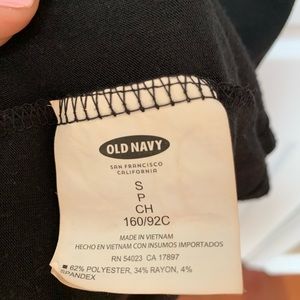 OLD NAVY
SAN FRANCISCO
CALIFORNIA
S
P
CH
160/92C
MADE IN VIETNAM
HECHO EN VIETNAM CON INSUMOS IMPORTADOS
RN 54023 CA 17897
62% POLYESTER, 34% RAYON, 4%
SPANDEX